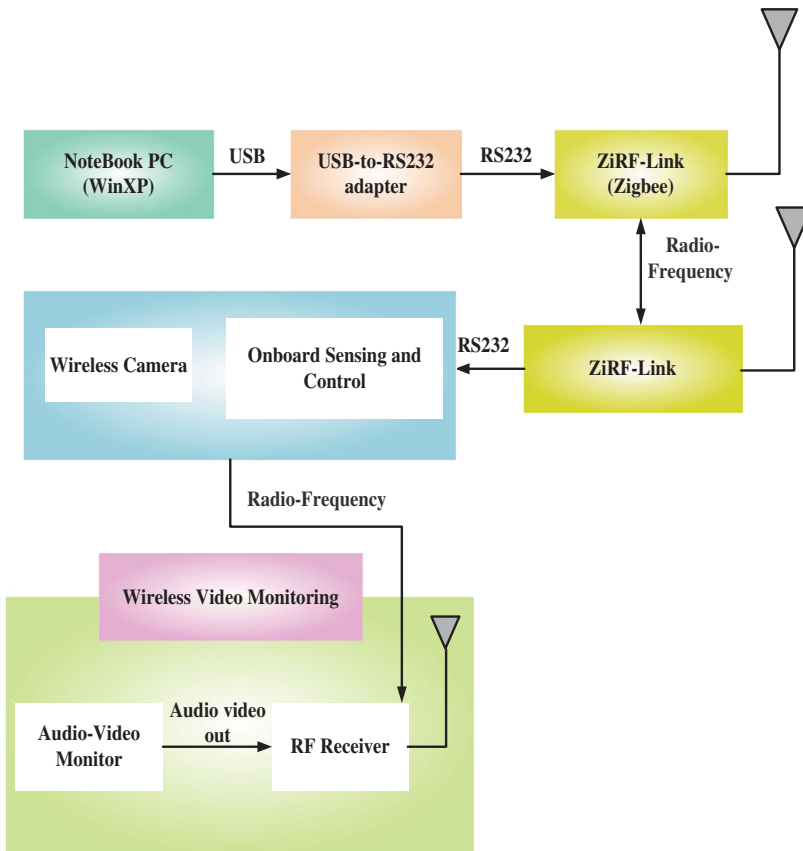 NoteBook PC
(WinXP)
USB
USB-to-RS232
adapter
RS232
ZiRF-Link
(Zigbee)
Radio-
Frequency
Wireless Camera
Onboard Sensing and
Control
RS232
ZiRF-Link
Radio-Frequency
Wireless Video Monitoring
Audio-Video
Monitor
Audio video
out
RF Receiver